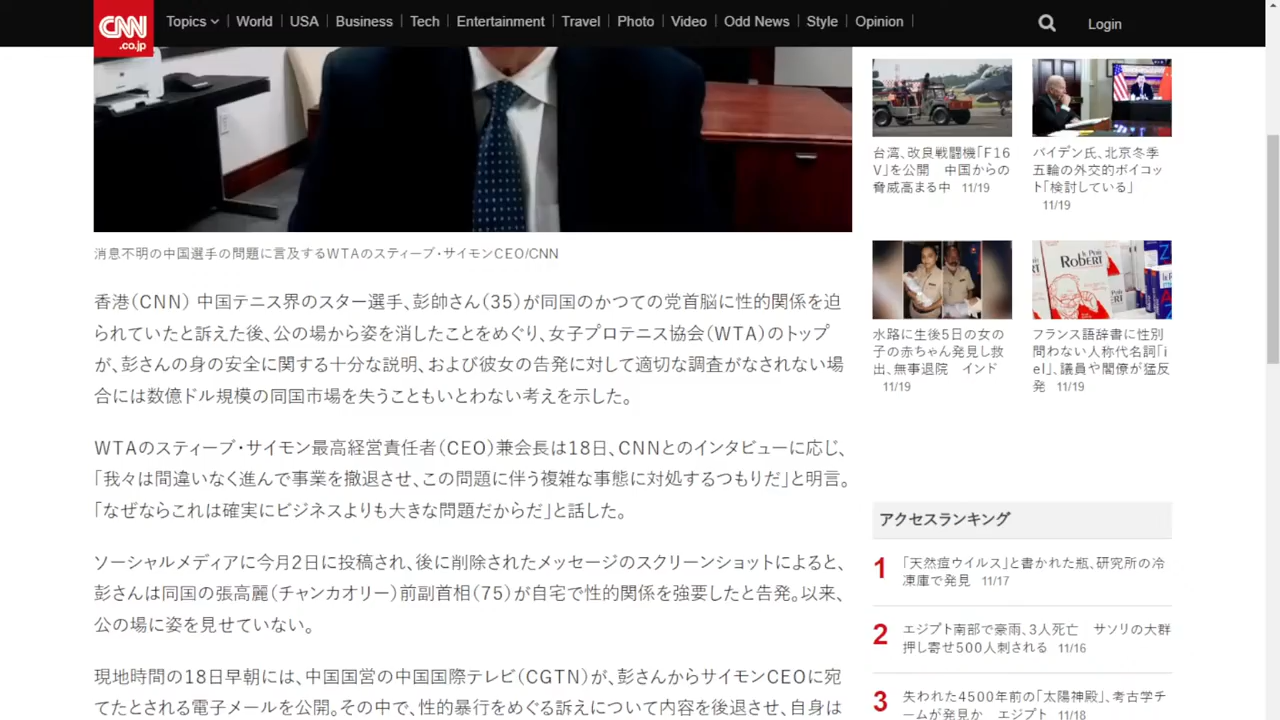 CNN
.co.jp
Topics
World
USA
Business
Tech
Entertainment
Travel
Photo
Video
Odd News
Style
Opinion
Login
消息不明の中国選手の問題に言及するWTAのスティーブ・サイモンCEO/CNN
香港（CNN） 中国テニス界のスター選手、彭帥さん（35）が同国のかつての党首脳に性的関係を迫
られていたと訴えた後、公の場から姿を消したことをめぐり、女子プロテニス協会（WTA）のトップ
が、彭さんの身の安全に関する十分な説明、および彼女の告発に対して適切な調査がなされない場
合には数億ドル規模の同国市場を失うこともいとわない考えを示した。
WTAのスティーブ・サイモン最高経営責任者（CEO）兼会長は18日、CNNとのインタビューに応じ、
「我々は間違いなく進んで事業を撤退させ、この問題に伴う複雑な事態に対処するつもりだ」と明言。
「なぜならこれは確実にビジネスよりも大きな問題だからだ」と話した。
ソーシャルメディアに今月2日に投稿され、後に削除されたメッセージのスクリーンショットによると、
彭さんは同国の張高麗（チャンカオリー）前副首相（75）が自宅で性的関係を強要したと告発。以来、
公の場に姿を見せていない。
現地時間の18日早朝には、中国国営の中国国際テレビ（CGTN）が、彭さんからサイモンCEOに宛
てたとされる電子メールを公開。その中で、性的暴行をめぐる訴えについて内容を後退させ、自身は
台湾、改良戦闘機「F16
V」を公開　中国からの
脅威高まる中 11/19
バイデン氏、北京冬季
五輪の外交的ボイコッ
ト「検討している」
11/19
水路に生後5日の女の
子の赤ちゃん発見し救
出、無事退院　インド
11/19
le Petit
ROBERT
フランス語辞書に性別
問わない人称代名詞「i
el」、議員や閣僚が猛反
発 11/19
アクセスランキング
1
「天然痘ウイルス」と書かれた瓶、研究所の冷
凍庫で発見 11/17
2
エジプト南部で豪雨、3人死亡　サソリの大群
押し寄せ500人刺される 11/16
3
失われた4500年前の「太陽神殿」、考古学チ
ームが発見か　エジプト 11/18